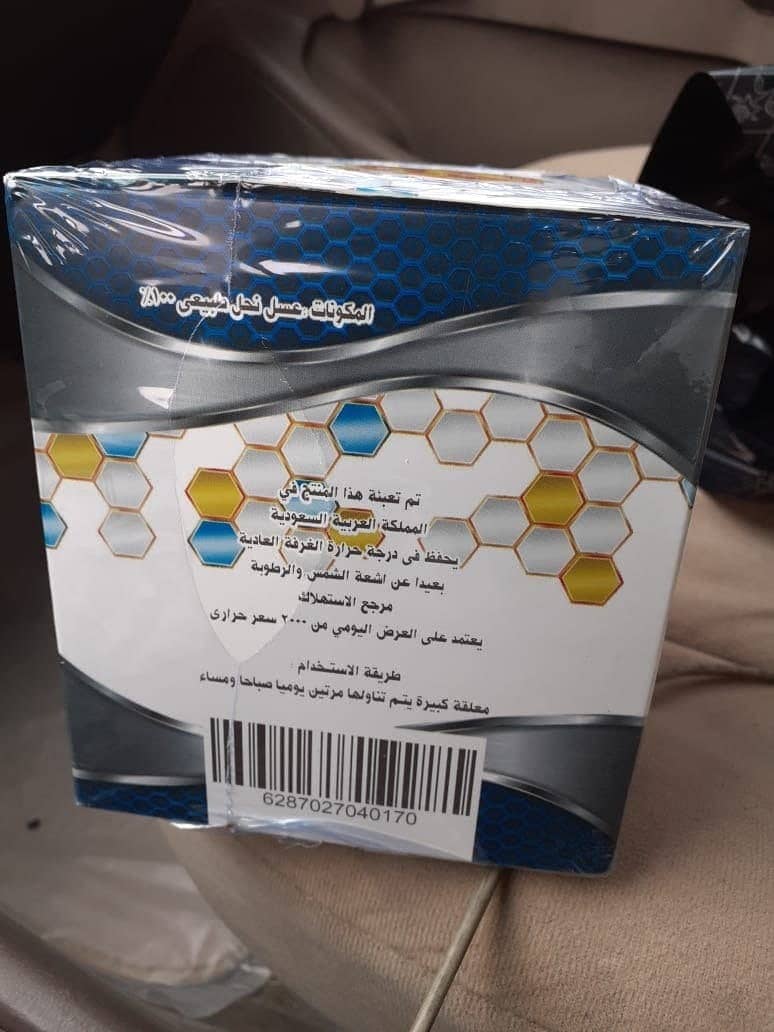 المكونات :عسل نحل طبيعى ١٠٠٪
تم تعبئة هذا المنتج في
المملكة العربية السعودية
يحفظ فى درجة حرارة الغرفة العادية
بعيدا عن اشعة الشمس والرطوبة
مرجع الاستهلاك
يعتمد على العرض اليومي من ٢٠٠٠ سعر حرارى
طريقة الاستخدام :
معلقة كبيرة يتم تناولها مرتين يوميا صباحا ومساء
6287027040170